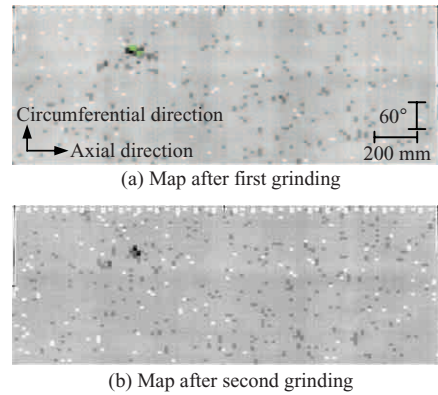 Circumferential direction
60°
Axial direction
200 mm
(a) Map after first grinding
(b) Map after second grinding